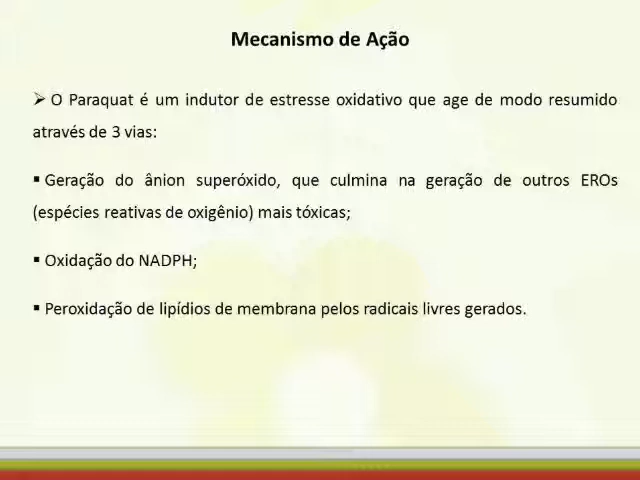 Mecanismo de Ação
➢ O Paraquat é um indutor de estresse oxidativo que age de modo resumido
através de 3 vias:
▪ Geração do ânion superóxido, que culmina na geração de outros EROs
(espécies reativas de oxigênio) mais tóxicas;
▪ Oxidação do NADPH;
▪ Peroxidação de lipídios de membrana pelos radicais livres gerados.